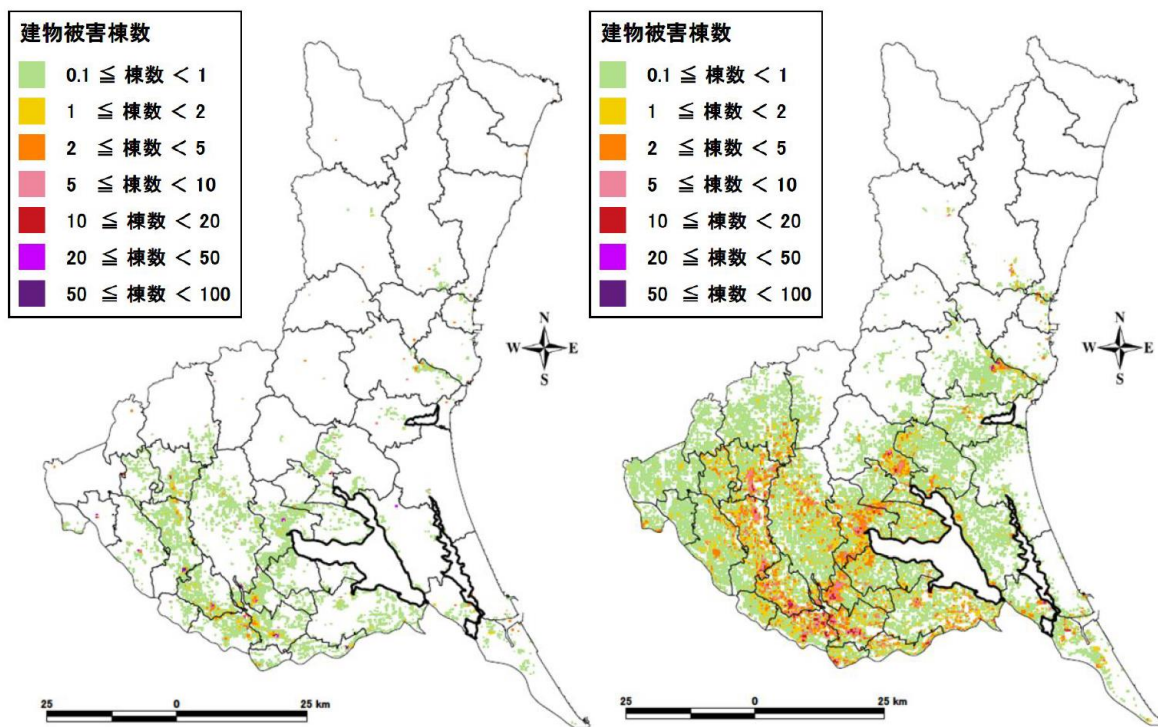 建物被害棟数
0.1 ≦ 棟数 < 1
1 ≦ 棟数 < 2
2 ≦ 棟数 < 5
5 ≦ 棟数 < 10
10 ≦ 棟数 < 20
20 ≦ 棟数 < 50
50 ≦ 棟数 < 100
N
W E
S
25 0 25 km
建物被害棟数
0.1 ≦ 棟数 < 1
1 ≦ 棟数 < 2
2 ≦ 棟数 < 5
5 ≦ 棟数 < 10
10 ≦ 棟数 < 20
20 ≦ 棟数 < 50
50 ≦ 棟数 < 100
N
W E
S
25 0 25 km